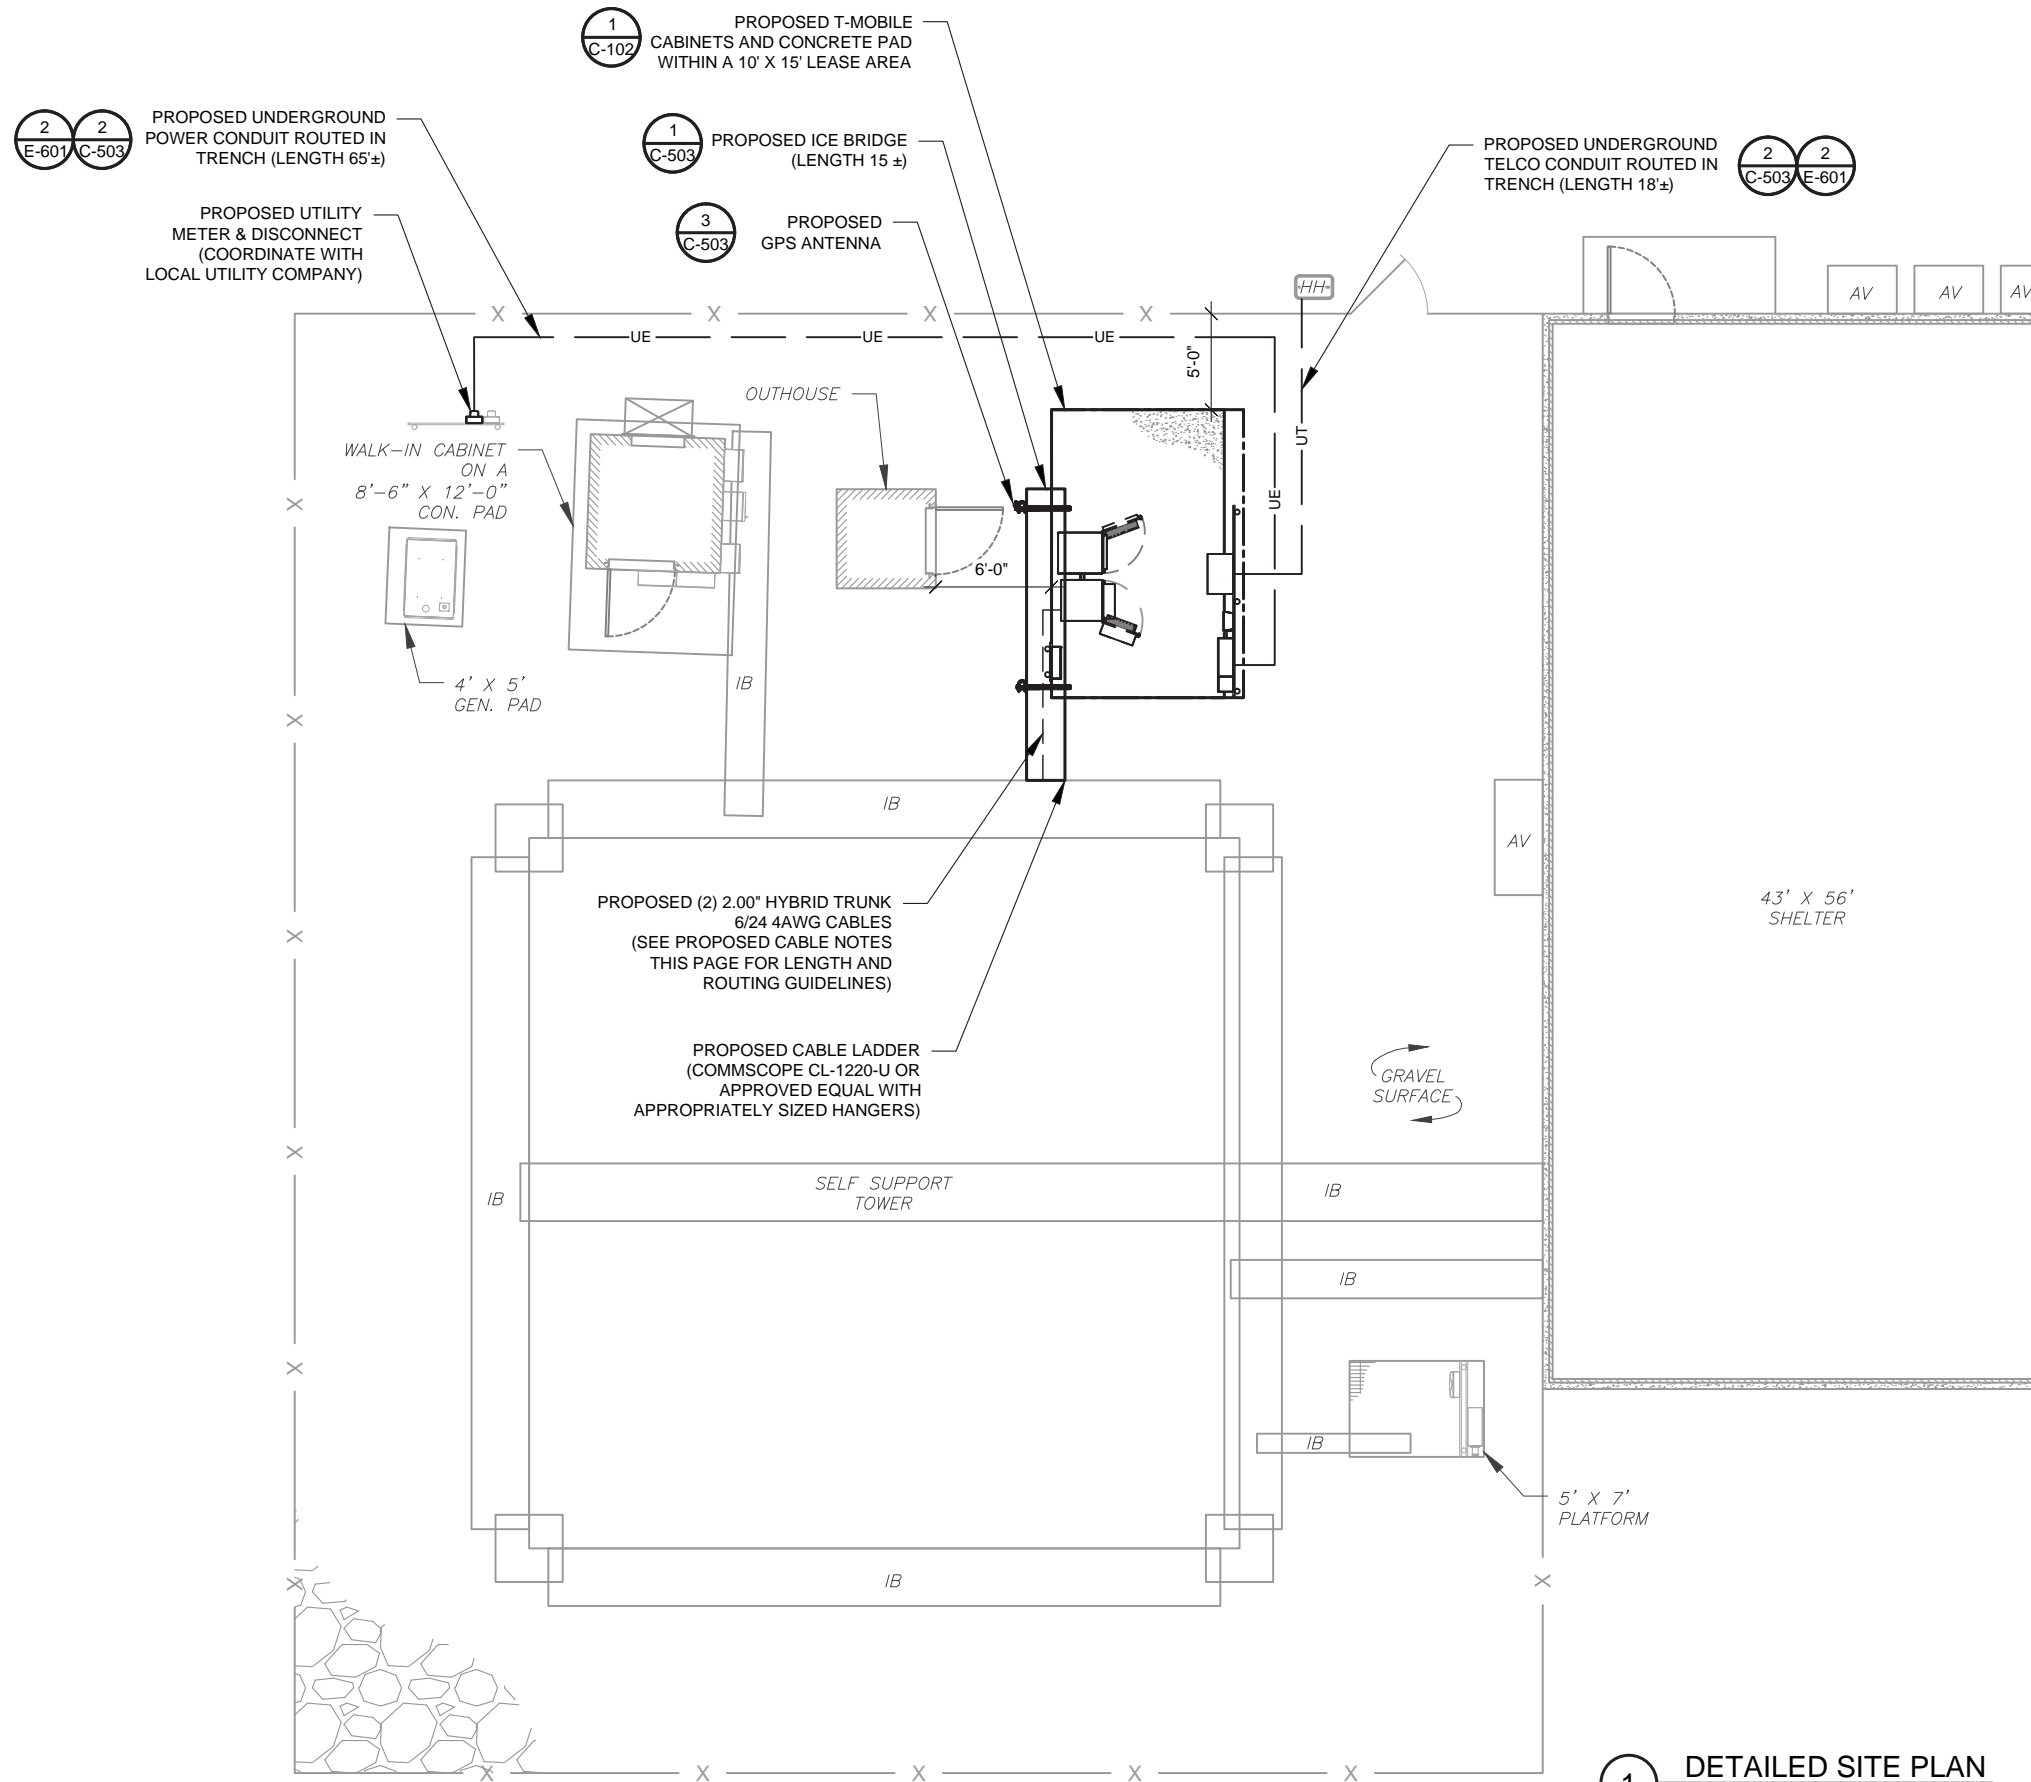 1
C-102
PROPOSED T-MOBILE
CABINETS AND CONCRETE PAD
WITHIN A 10' X 15' LEASE AREA
2
E-601
2
C-503
PROPOSED UNDERGROUND
POWER CONDUIT ROUTED IN
TRENCH (LENGTH 65'±)
1
C-503
PROPOSED ICE BRIDGE
(LENGTH 15 ±)
PROPOSED UNDERGROUND
TELCO CONDUIT ROUTED IN
TRENCH (LENGTH 18'±)
2
C-503
2
E-601
PROPOSED UTILITY
METER & DISCONNECT
(COORDINATE WITH
LOCAL UTILITY COMPANY)
3
C-503
PROPOSED
GPS ANTENNA
HH
AV
AV
AV
X
X
X
X
UE
UE
UE
5'-0"
OUTHOUSE
UT
WALK-IN CABINET
ON A
8'-6" X 12'-0"
CON. PAD
UE
X
6'-0"
4' X 5'
GEN. PAD
IB
X
IB
AV
43' X 56'
SHELTER
PROPOSED (2) 2.00" HYBRID TRUNK
6/24 4AWG CABLES
(SEE PROPOSED CABLE NOTES
THIS PAGE FOR LENGTH AND
ROUTING GUIDELINES)
X
PROPOSED CABLE LADDER
(COMMSCOPE CL-1220-U OR
APPROVED EQUAL WITH
APPROPRIATELY SIZED HANGERS)
GRAVEL
SURFACE
X
IB
SELF SUPPORT
TOWER
IB
IB
X
IB
5' X 7'
PLATFORM
X
IB
X
X
X
X
X
X
1
DETAILED SITE PLAN